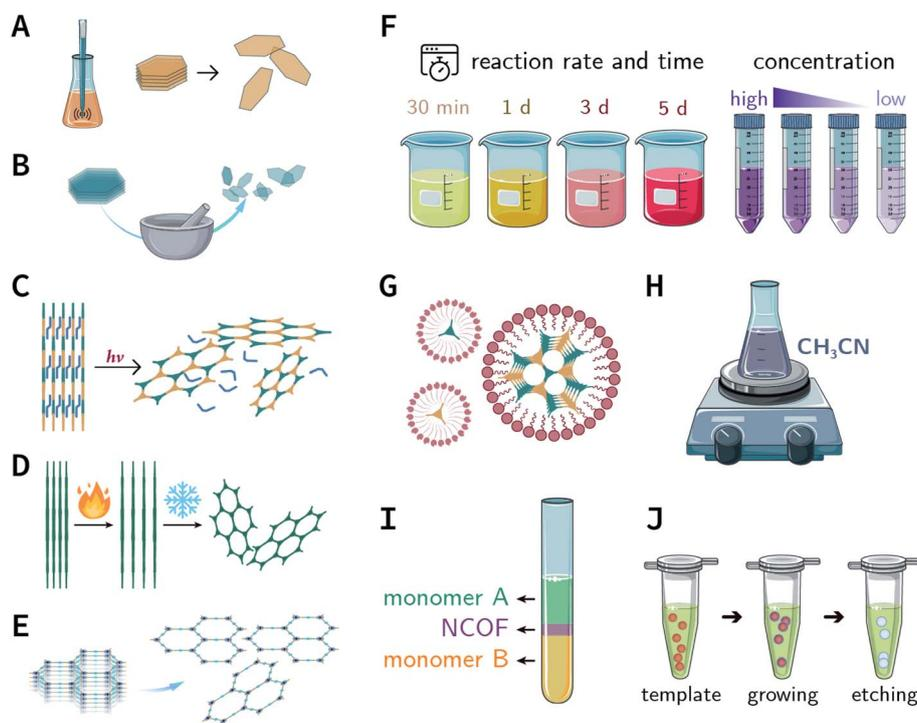 A
B
C
hν
D
E
F
reaction rate and time
30 min 1 d 3 d 5 d
concentration
high low
G
H
CH₃CN
I
monomer A
NCOF
monomer B
J
template growing etching